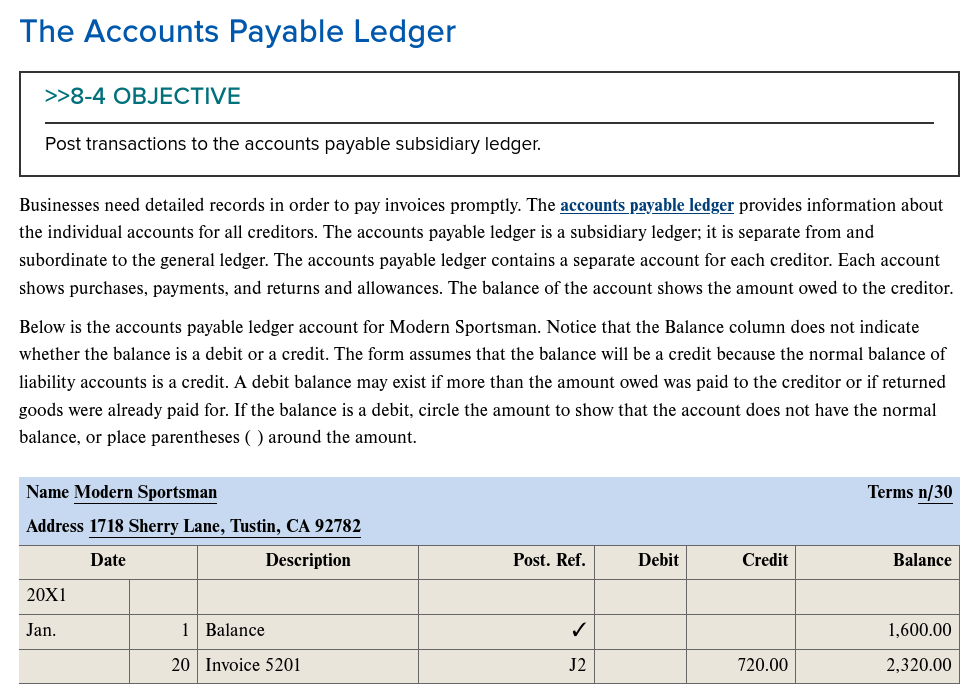 The Accounts Payable Ledger
>>8-4 OBJECTIVE
Post transactions to the accounts payable subsidiary ledger.
Businesses need detailed records in order to pay invoices promptly. The accounts payable ledger provides information about
the individual accounts for all creditors. The accounts payable ledger is a subsidiary ledger; it is separate from and
subordinate to the general ledger. The accounts payable ledger contains a separate account for each creditor. Each account
shows purchases, payments, and returns and allowances. The balance of the account shows the amount owed to the creditor.
Below is the accounts payable ledger account for Modern Sportsman. Notice that the Balance column does not indicate
whether the balance is a debit or a credit. The form assumes that the balance will be a credit because the normal balance of
liability accounts is a credit. A debit balance may exist if more than the amount owed was paid to the creditor or if returned
goods were already paid for. If the balance is a debit, circle the amount to show that the account does not have the normal
balance, or place parentheses ( ) around the amount.
Name Modern Sportsman Terms n/30
Address 1718 Sherry Lane, Tustin, CA 92782
Date Description Post. Ref. Debit Credit Balance
20X1
Jan. 1 Balance ✓ 1,600.00
20 Invoice 5201 J2 720.00 2,320.00